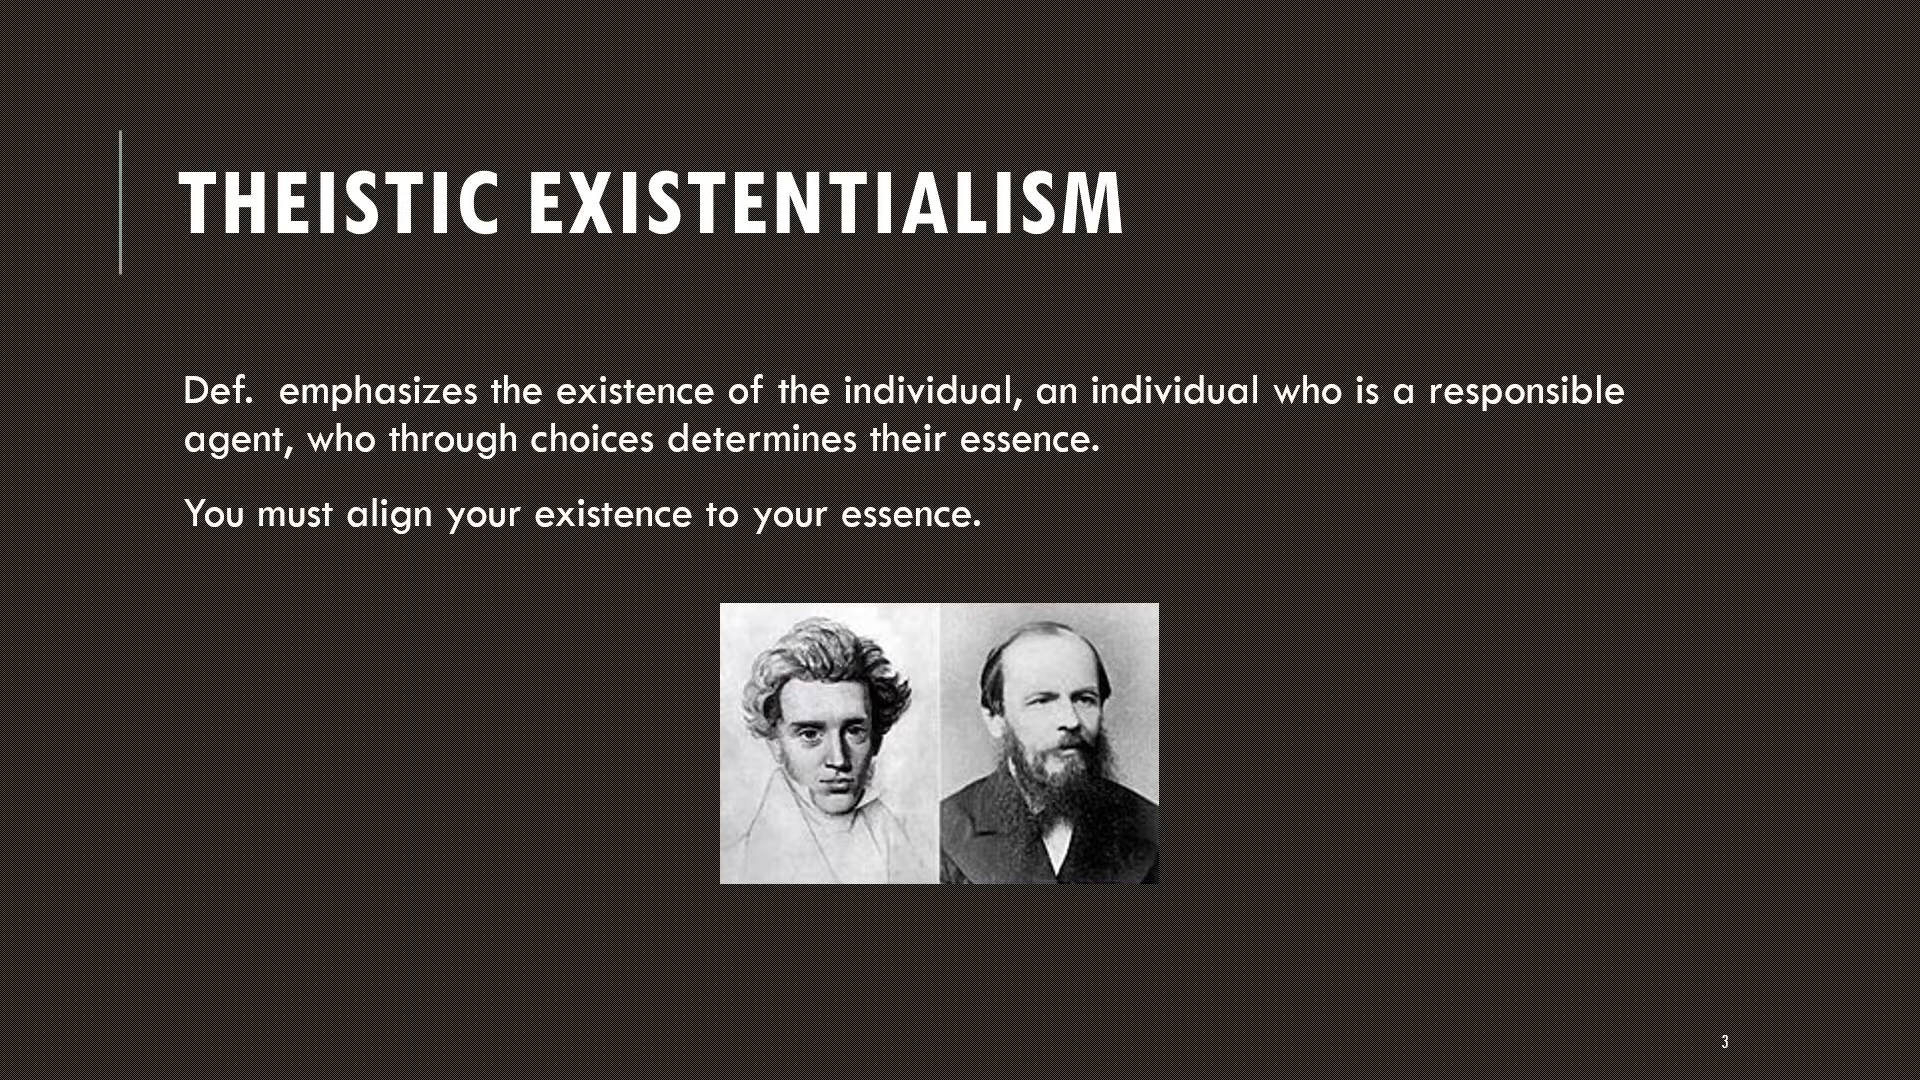 THEISTIC EXISTENTIALISM
Def.  emphasizes the existence of the individual, an individual who is a responsible
agent, who through choices determines their essence.
You must align your existence to your essence.
3